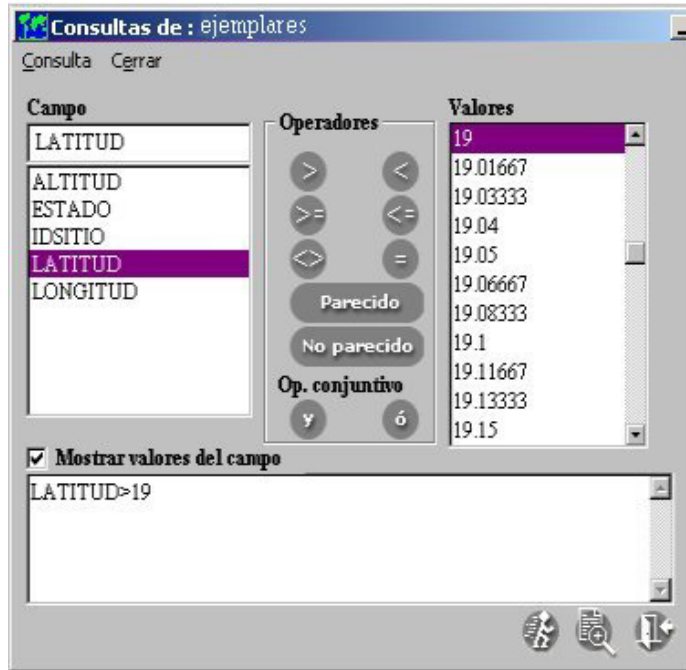 Consultas de : ejemplares
Consulta Cerrar
Campo
LATITUD
ALTITUD
ESTADO
IDSITIO
LATITUD
LONGITUD
Operadores
> <
>= <=
<> =
Parecido
No parecido
Op. conjuntivo
y ó
Valores
19
19.01667
19.03333
19.04
19.05
19.06667
19.08333
19.1
19.11667
19.13333
19.15
Mostrar valores del campo
LATITUD>19